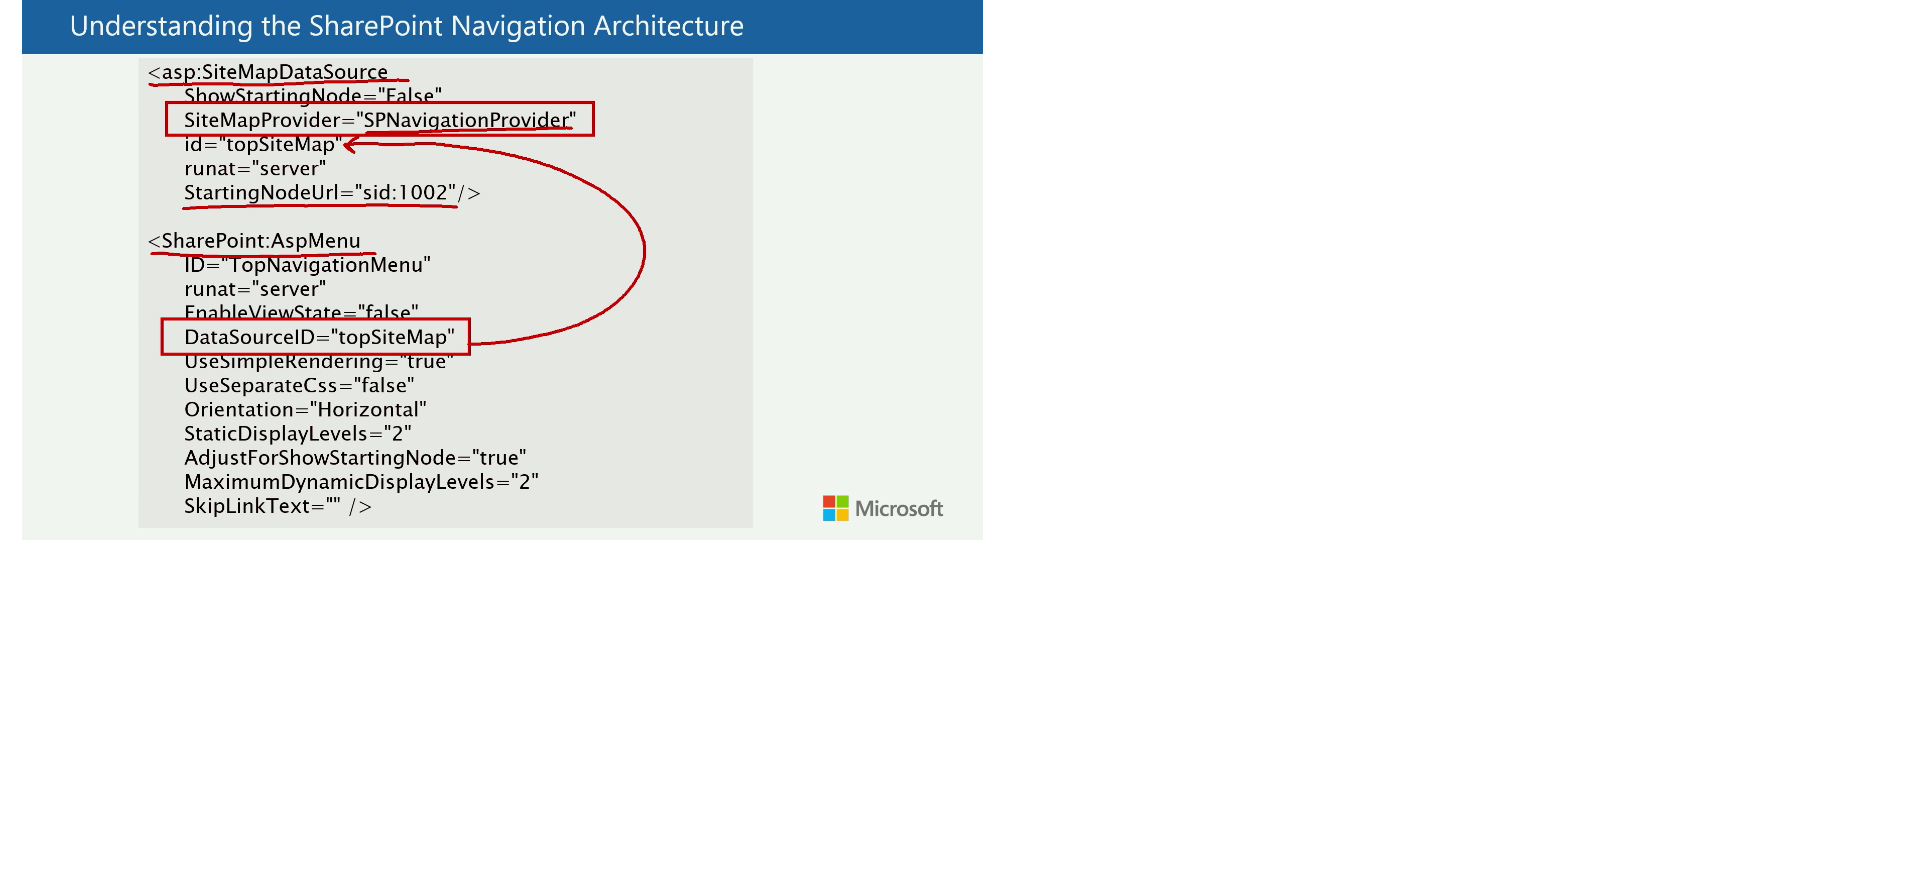 Understanding the SharePoint Navigation Architecture
<asp:SiteMapDataSource
ShowStartingNode="False"
SiteMapProvider="SPNavigationProvider"
id="topSiteMap"
runat="server"
StartingNodeUrl="sid:1002"/>
<SharePoint:AspMenu
ID="TopNavigationMenu"
runat="server"
EnableViewState="false"
DataSourceID="topSiteMap"
UseSimpleRendering="true"
UseSeparateCss="false"
Orientation="Horizontal"
StaticDisplayLevels="2"
AdjustForShowStartingNode="true"
MaximumDynamicDisplayLevels="2"
SkipLinkText="" />
Microsoft